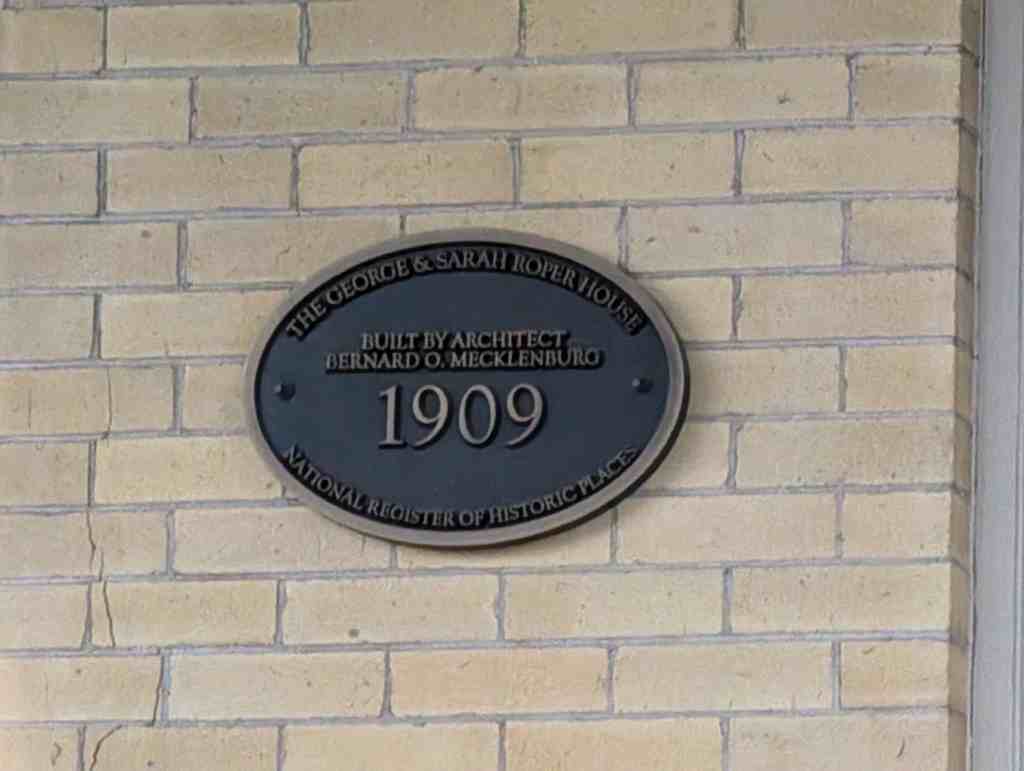 THE GEORGE & SARAH ROPER HOUSE
BUILT BY ARCHITECT
BERNARD O. MECKLENBURG
1909
NATIONAL REGISTER OF HISTORIC PLACES